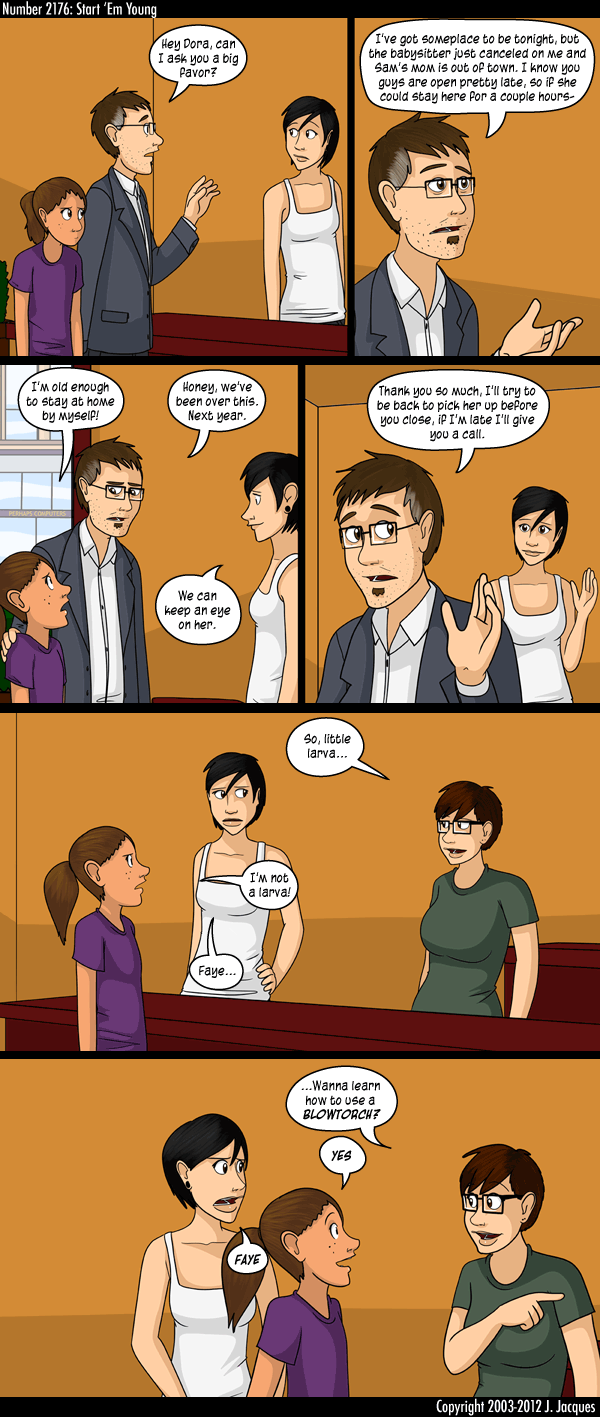 Number 2176: Start 'Em Young
Hey Dora, can
I ask you a big
favor?
I've got someplace to be tonight, but
the babysitter just canceled on me and
Sam's mom is out of town. I know you
guys are open pretty late, so if she
could stay here for a couple hours-
I'm old enough
to stay at home
by myself!
Honey, we've
been over this.
Next year.
We can
keep an eye
on her.
PERHAPS COMPUTERS
Thank you so much, I'll try to
be back to pick her up before
you close, if I'm late I'll give
you a call.
So, little
larva...
I'm not
a larva!
Faye...
...Wanna learn
how to use a
BLOWTORCH?
YES
FAYE
Copyright 2003-2012 J. Jacques